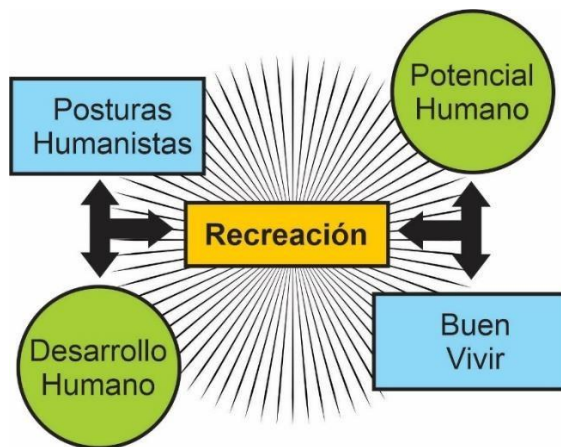 Posturas
Humanistas
Potencial
Humano
Recreación
Desarrollo
Humano
Buen
Vivir